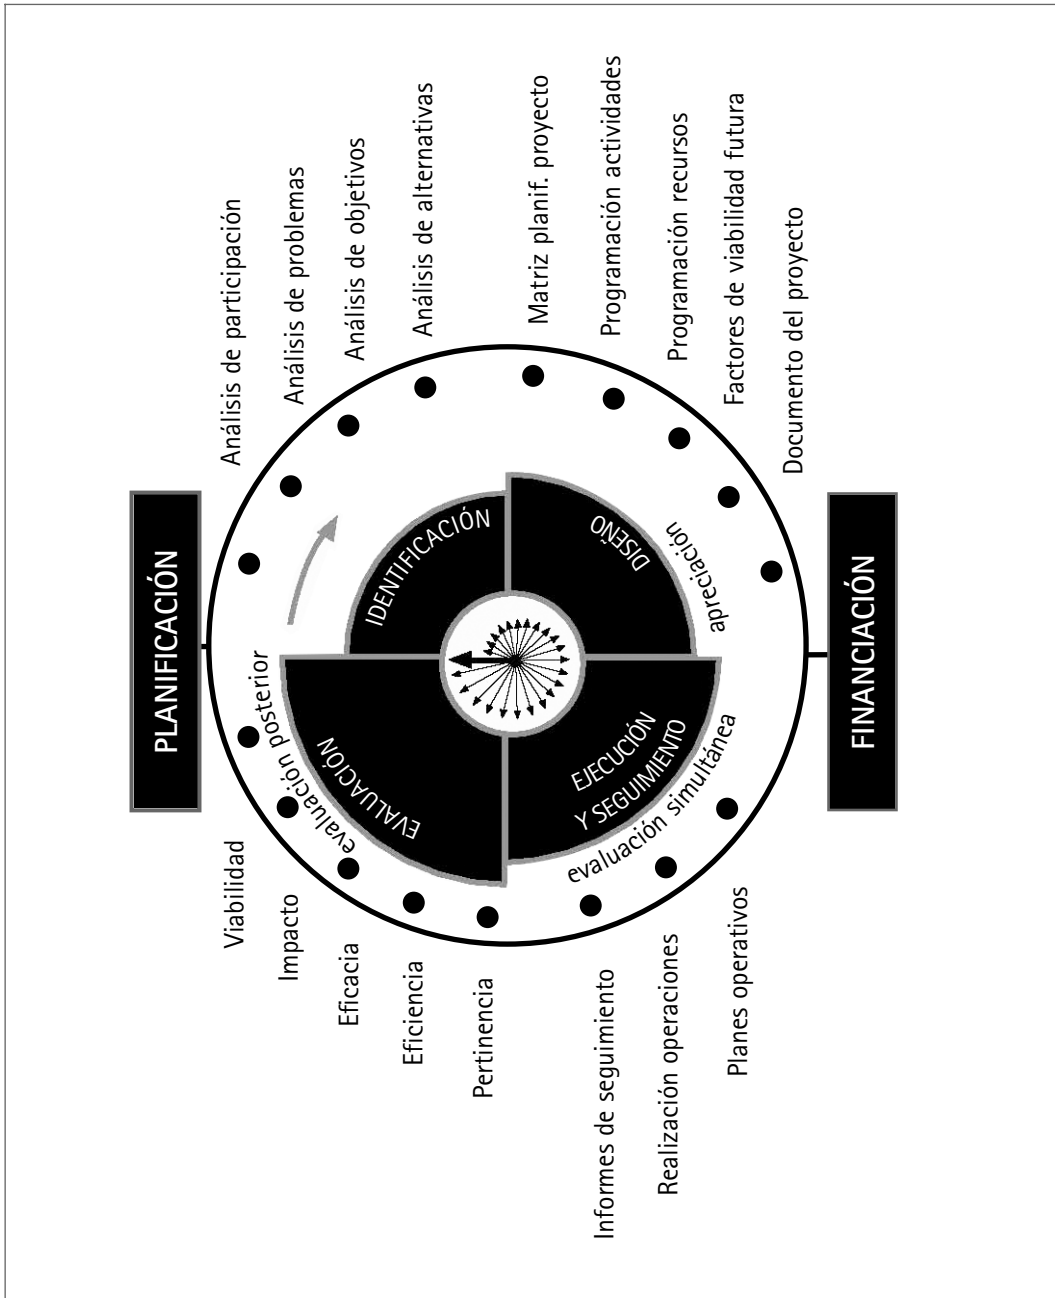 PLANIFICACIÓN
Análisis de participación
Análisis de problemas
Análisis de objetivos
Análisis de alternativas
Matriz planif. proyecto
Programación actividades
Programación recursos
Factores de viabilidad futura
Documento del proyecto
FINANCIACIÓN
Planes operativos
Realización operaciones
Informes de seguimiento
Pertinencia
Eficiencia
Eficacia
Impacto
Viabilidad
IDENTIFICACIÓN
DISEÑO
apreciación
EJECUCIÓN
Y SEGUIMIENTO
evaluación simultánea
EVALUACIÓN
evaluación posterior